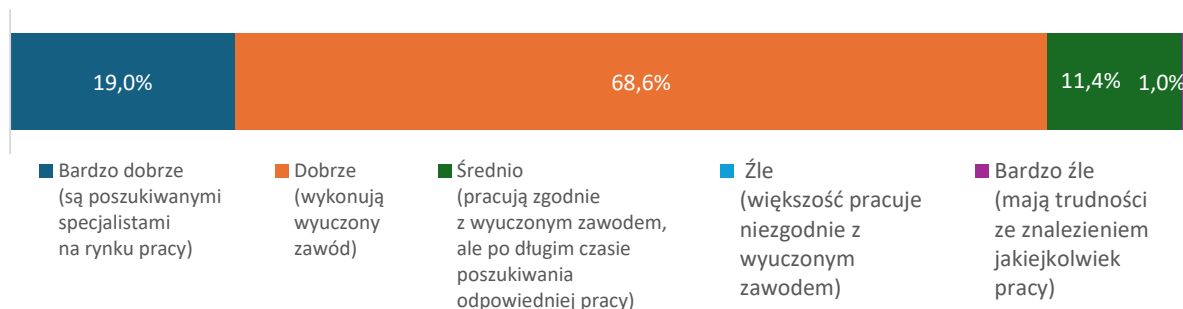 19,0%
68,6%
11,4%
1,0%
Bardzo dobrze
(są poszukiwanymi
specjalistami
na rynku pracy)
Dobrze
(wykonują
wyuczony
zawód)
Średnio
(pracują zgodnie
z wyuczonym zawodem,
ale po długim czasie
poszukiwania
odpowiedniej pracy)
Źle
(większość pracuje
niezgodnie z
wyuczonym
zawodem)
Bardzo źle
(mają trudności
ze znalezieniem
jakiejkolwiek
pracy)